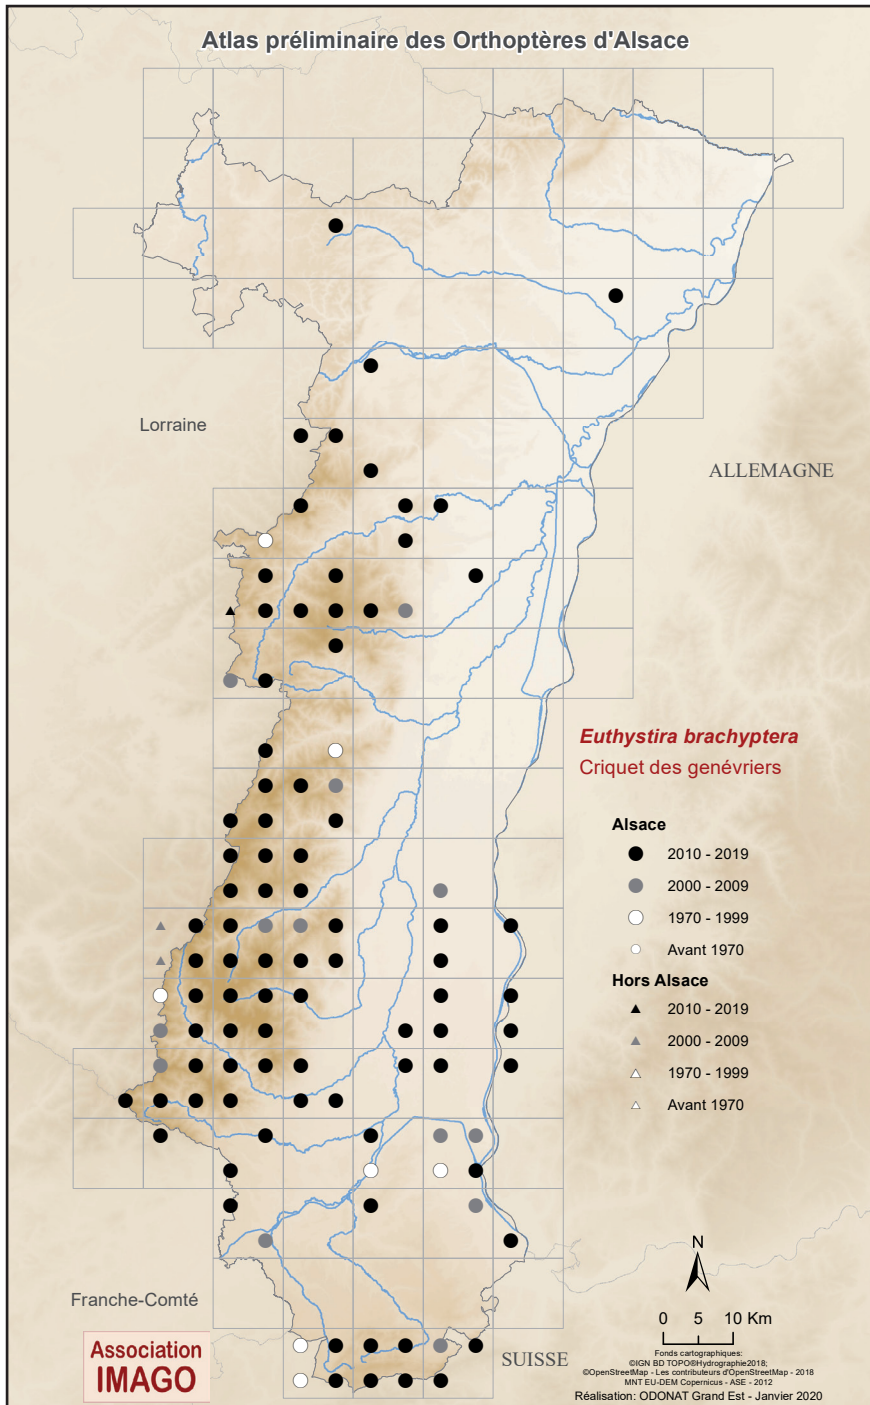 Atlas préliminaire des Orthoptères d'Alsace
Lorraine
ALLEMAGNE
Euthystira brachyptera
Criquet des genévriers
Alsace
2010 - 2019
2000 - 2009
1970 - 1999
Avant 1970
Hors Alsace
2010 - 2019
2000 - 2009
1970 - 1999
Avant 1970
N
0 5 10 Km
Franche-Comté
SUISSE
Association
IMAGO
Fonds cartographiques:
©IGN BD TOPO®Hydrographie2018;
©OpenStreetMap - Les contributeurs d'OpenStreetMap - 2018
MNT EU-DEM Copernicus - ASE - 2012
Réalisation: ODONAT Grand Est - Janvier 2020